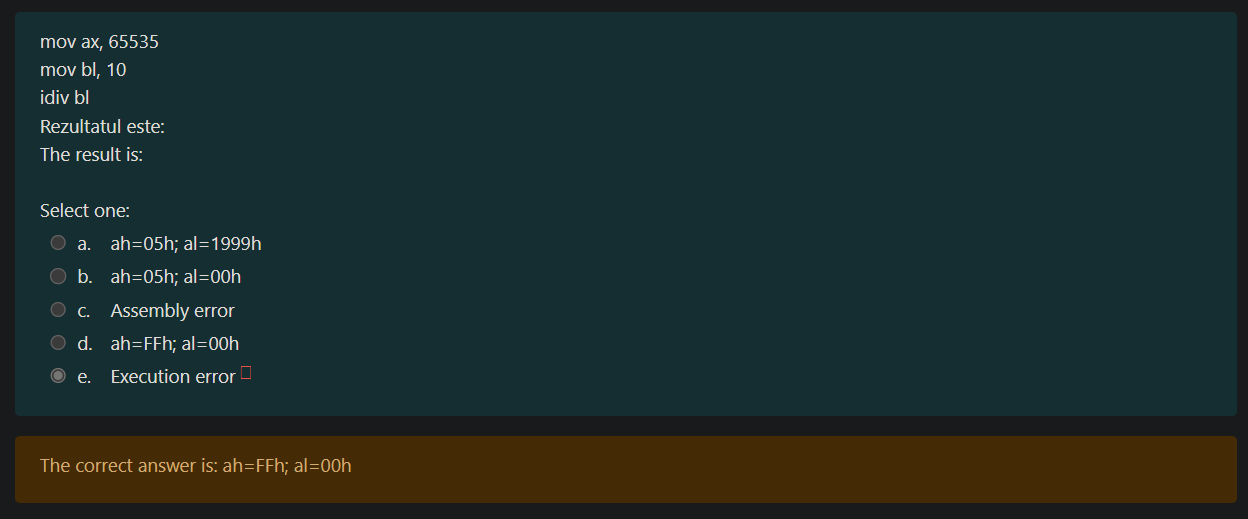 mov ax, 65535
mov bl, 10
idiv bl
Rezultatul este:
The result is:
Select one:
a. ah=05h; al=1999h
b. ah=05h; al=00h
c. Assembly error
d. ah=FFh; al=00h
e. Execution error
The correct answer is: ah=FFh; al=00h